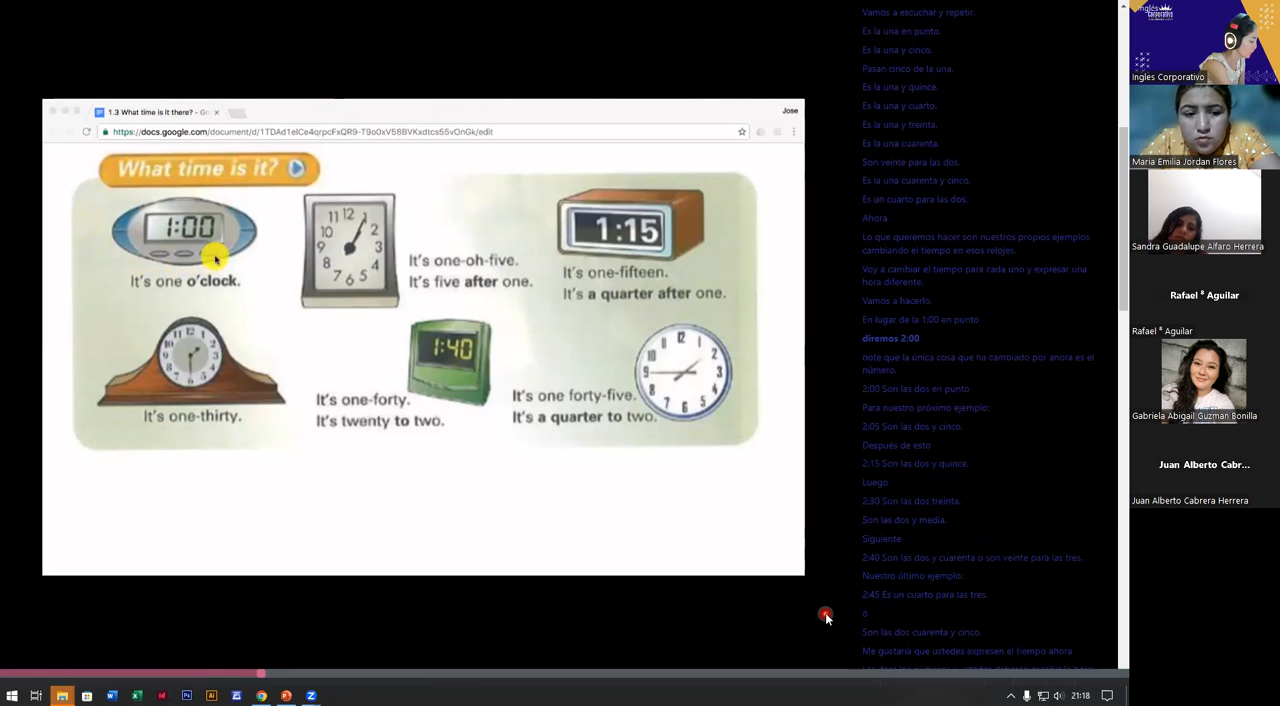 1.3 What time is it there? - Go
Jose
https://docs.google.com/document/d/1TDAd1eICe4qrpcFxQR9-T9oOxV58BVKxdtcs55vOnGk/edit
What time is it?
1:00
It's one o'clock.
It's one-oh-five.
It's five after one.
1:15
It's one-fifteen.
It's a quarter after one.
It's one-thirty.
1:40
It's one-forty.
It's twenty to two.
It's one forty-five.
It's a quarter to two.
Vamos a escuchar y repetir.
Es la una en punto.
Es la una y cinco.
Pasan cinco de la una.
Es la una y quince.
Es la una y cuarto.
Es la una y treinta.
Es la una cuarenta.
Son veinte para las dos.
Es la una cuarenta y cinco.
Es un cuarto para las dos.
Ahora
Lo que queremos hacer son nuestros propios ejemplos
cambiando el tiempo en esos relojes.
Voy a cambiar el tiempo para cada uno y expresar una
hora diferente.
Vamos a hacerlo.
En lugar de la 1:00 en punto
diremos 2:00
note que la única cosa que ha cambiado por ahora es el
número.
2:00 Son las dos en punto
Para nuestro próximo ejemplo:
2:05 Son las dos y cinco.
Después de esto
2:15 Son las dos y quince.
Luego
2:30 Son las dos treinta.
Son las dos y media.
Siguiente
2:40 Son las dos y cuarenta o son veinte para las tres.
Nuestro último ejemplo:
2:45 Es un cuarto para las tres.
ó
Son las dos cuarenta y cinco.
Me gustaría que ustedes expresen el tiempo ahora
Inglés
Corporativo
Ingles Corporativo
Maria Emilia Jordan Flores
Sandra Guadalupe Alfaro Herrera
Rafael ª Aguilar
Rafael ª Aguilar
Gabriela Abigail Guzman Bonilla
Juan Alberto Cabr...
Juan Alberto Cabrera Herrera
21:18